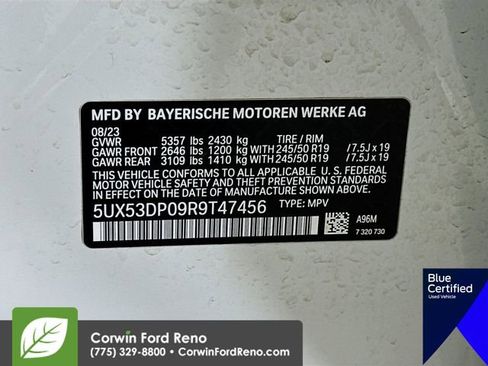 MFD BY BAYERISCHE MOTOREN WERKE AG
08/23
GVWR 5357 lbs 2430 kg TIRE / RIM
GAWR FRONT 2646 lbs 1200 kg WITH 245/50 R19 / 7.5J x 19
GAWR REAR 3109 lbs 1410 kg WITH 245/50 R19 / 7.5J x 19
THIS VEHICLE CONFORMS TO ALL APPLICABLE U. S. FEDERAL
MOTOR VEHICLE SAFETY AND THEFT PREVENTION STANDARDS
IN EFFECT ON THE DATE OF MANUFACTURE SHOWN ABOVE.
5UX53DP09R9T47456 TYPE: MPV
A96M
7 320 730
Blue
Certified
Used Vehicle
Corwin Ford Reno
(775) 329-8800 • CorwinFordReno.com